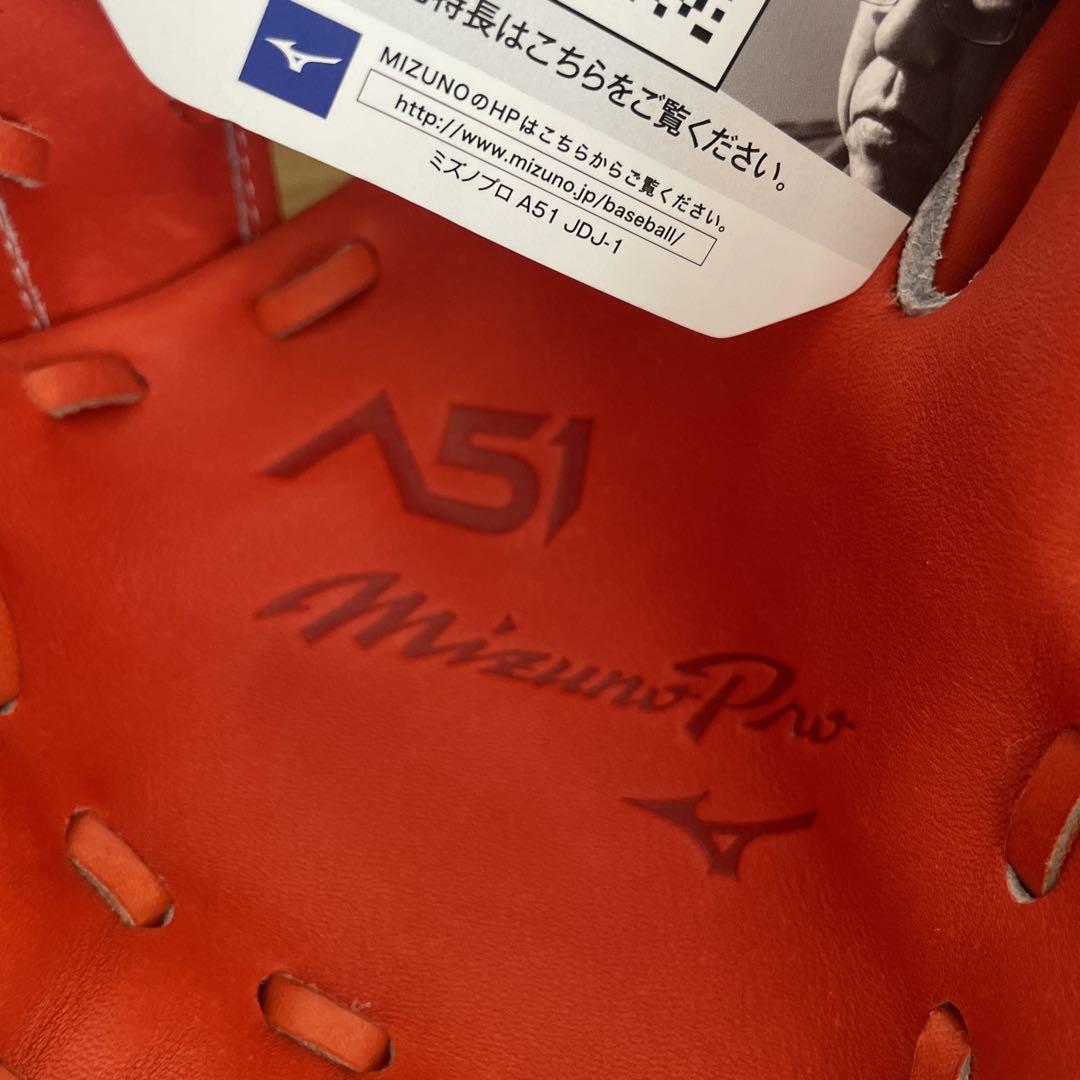 特長はこちらをご覧ください。
MIZUNOのHPはこちらからご覧ください。
http://www.mizuno.jp/baseball/
ミズノプロ A51 JDJ-1
A51
Mizuno Pro